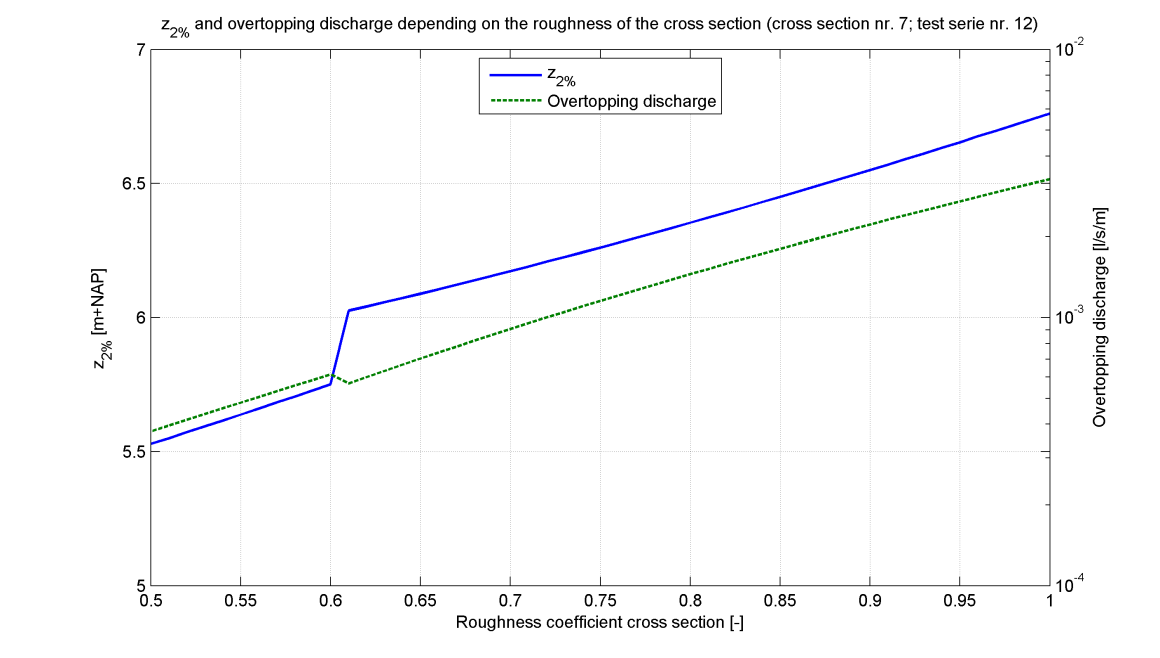 z2% and overtopping discharge depending on the roughness of the cross section (cross section nr. 7; test serie nr. 12)
z2%
Overtopping discharge
7
6.5
6
5.5
5
z2% [m+NAP]
10-2
10-3
10-4
Overtopping discharge [l/s/m]
0.5 0.55 0.6 0.65 0.7 0.75 0.8 0.85 0.9 0.95 1
Roughness coefficient cross section [-]